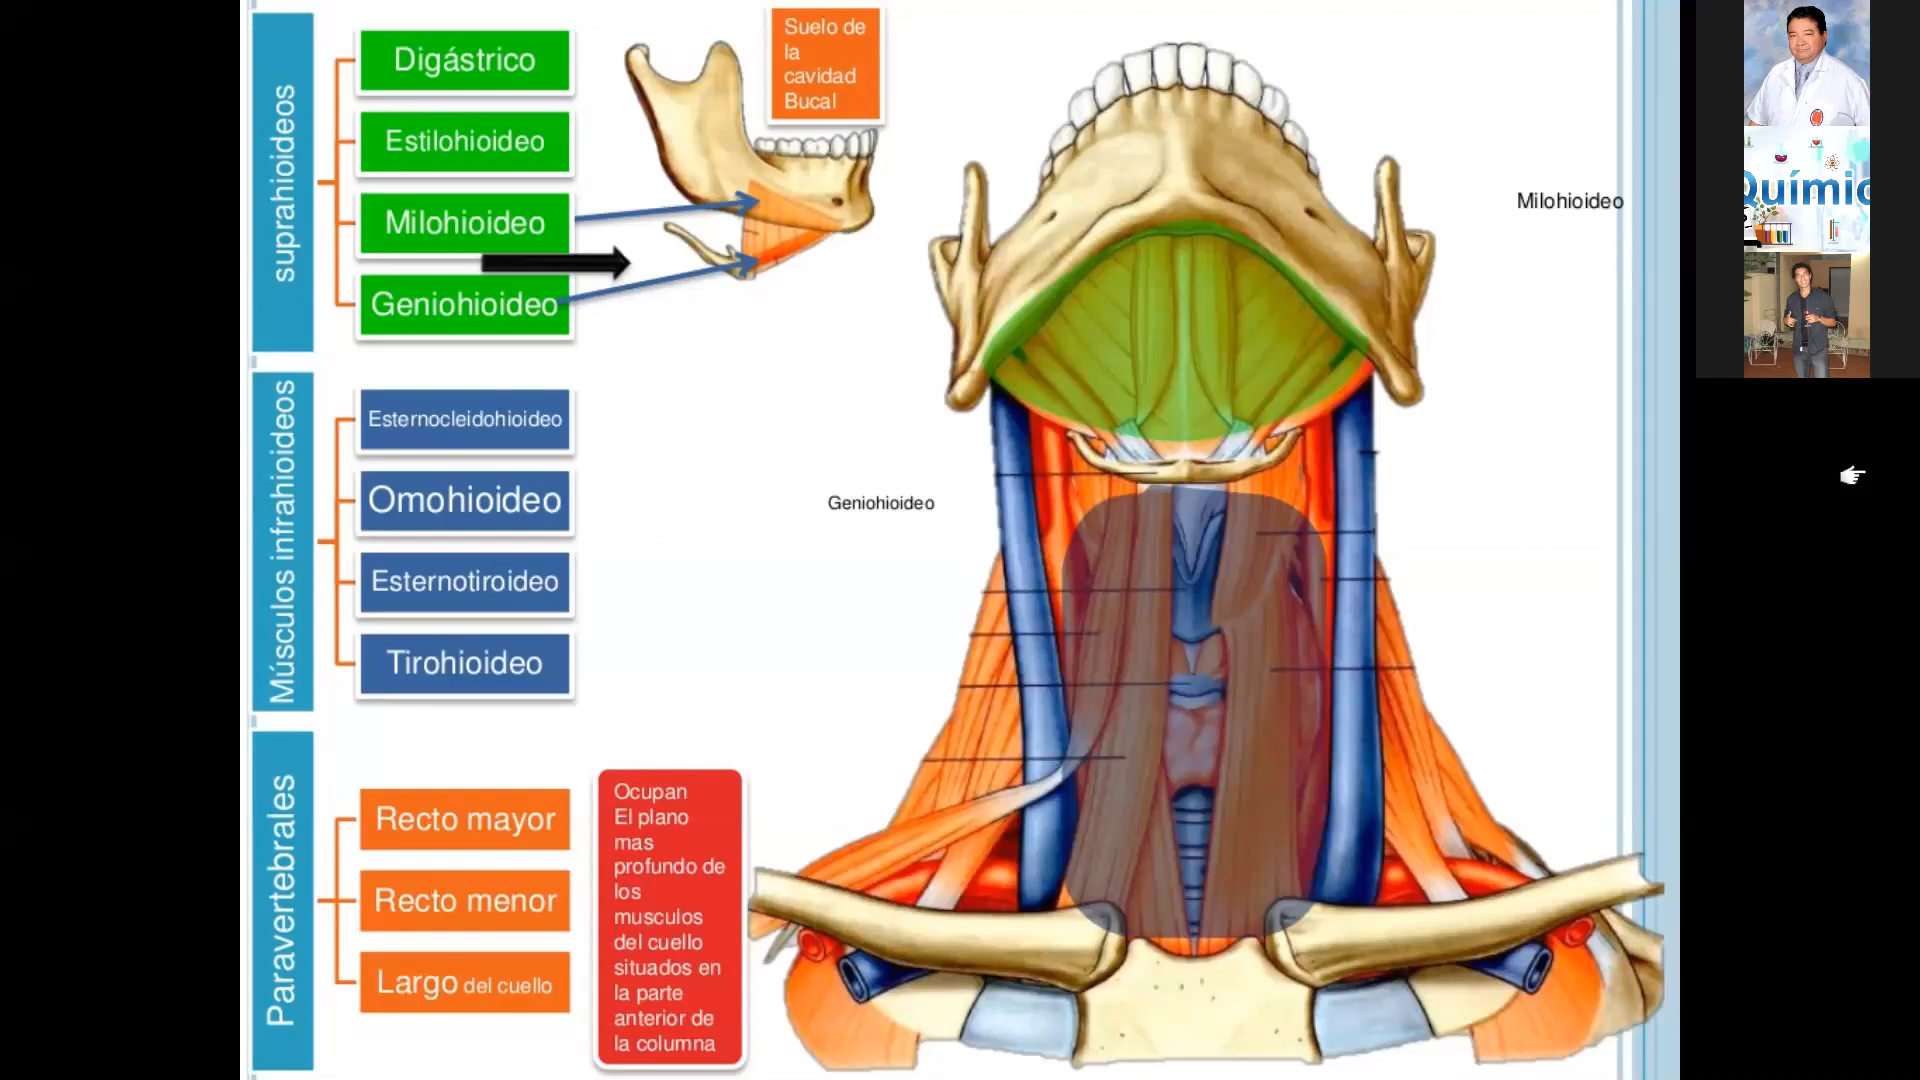 suprahioideos
Digástrico
Estilohioideo
Milohioideo
Geniohioideo
Suelo de
la
cavidad
Bucal
Milohioideo
Geniohioideo
Músculos infrahioideos
Esternocleidohioideo
Omohioideo
Esternotiroideo
Tirohioideo
Paravertebrales
Recto mayor
Recto menor
Largo del cuello
Ocupan
El plano
mas
profundo de
los
musculos
del cuello
situados en
la parte
anterior de
la columna
Químic